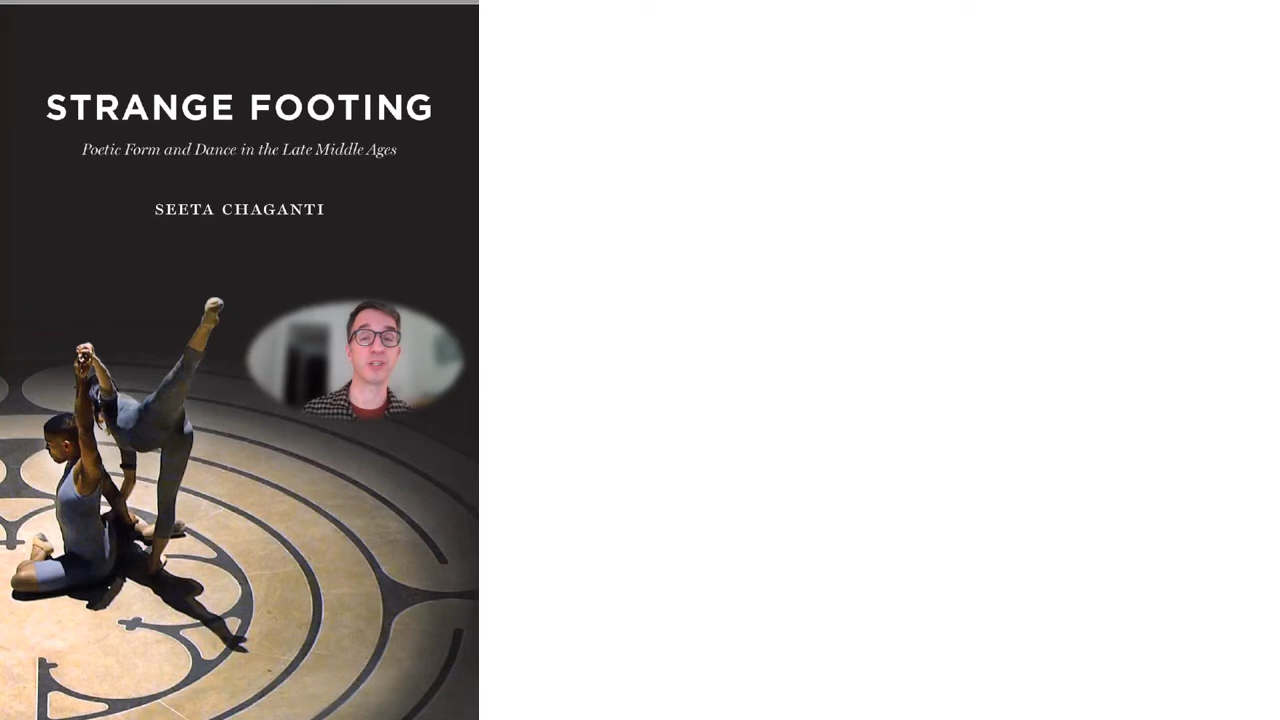 STRANGE FOOTING
Poetic Form and Dance in the Late Middle Ages
SEETA CHAGANTI